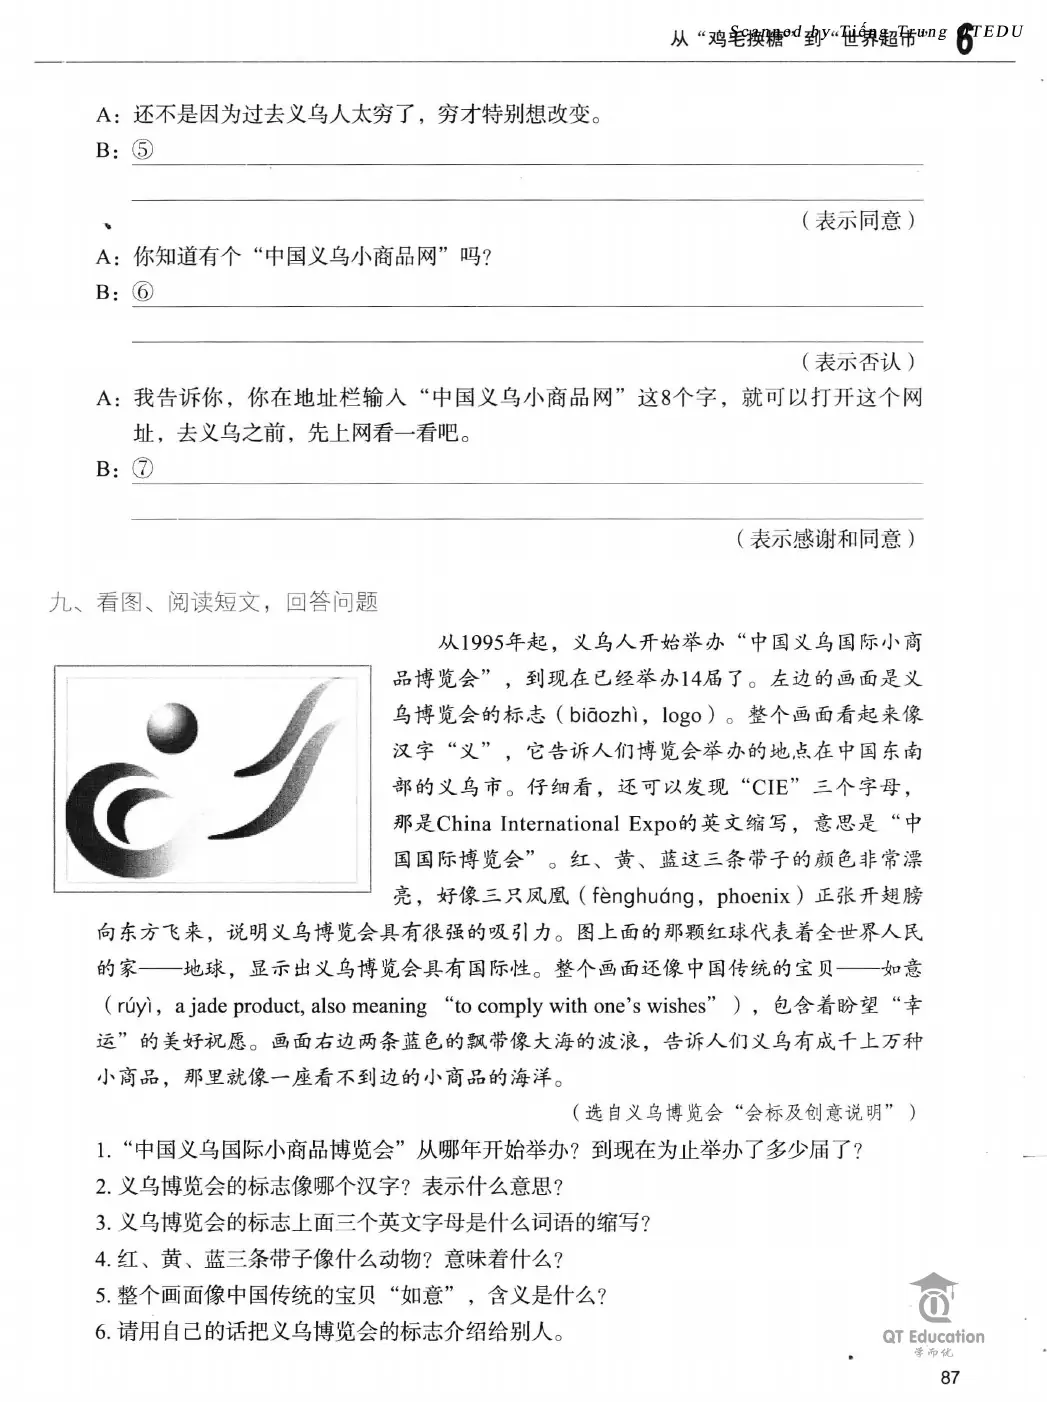 从“鸡毛换糖”到“世界超市” 6
Scanned by Tiếng Trung QTEDU
A：还不是因为过去义乌人太穷了，穷才特别想改变。
B：⑤
（表示同意）
A：你知道有个“中国义乌小商品网”吗？
B：⑥
（表示否认）
A：我告诉你，你在地址栏输入“中国义乌小商品网”这8个字，就可以打开这个网
址，去义乌之前，先上网看一看吧。
B：⑦
（表示感谢和同意）
九、看图、阅读短文，回答问题
从1995年起，义乌人开始举办“中国义乌国际小商
品博览会”，到现在已经举办14届了。左边的画面是义
乌博览会的标志（biāozhì，logo）。整个画面看起来像
汉字“义”，它告诉人们博览会举办的地点在中国东南
部的义乌市。仔细看，还可以发现“CIE”三个字母，
那是China International Expo的英文缩写，意思是“中
国国际博览会”。红、黄、蓝这三条带子的颜色非常漂
亮，好像三只凤凰（fènghuáng，phoenix）正张开翅膀
向东方飞来，说明义乌博览会具有很强的吸引力。图上面的那颗红球代表着全世界人民
的家——地球，显示出义乌博览会具有国际性。整个画面还像中国传统的宝贝——如意
（rúyì，a jade product, also meaning “to comply with one’s wishes”），包含着盼望“幸
运”的美好祝愿。画面右边两条蓝色的飘带像大海的波浪，告诉人们义乌有成千上万种
小商品，那里就像一座看不到边的小商品的海洋。
（选自义乌博览会“会标及创意说明”）
1.“中国义乌国际小商品博览会”从哪年开始举办？到现在为止举办了多少届了？
2. 义乌博览会的标志像哪个汉字？表示什么意思？
3. 义乌博览会的标志上面三个英文字母是什么词语的缩写？
4. 红、黄、蓝三条带子像什么动物？意味着什么？
5. 整个画面像中国传统的宝贝“如意”，含义是什么？
6. 请用自己的话把义乌博览会的标志介绍给别人。
QT Education
学而优
87